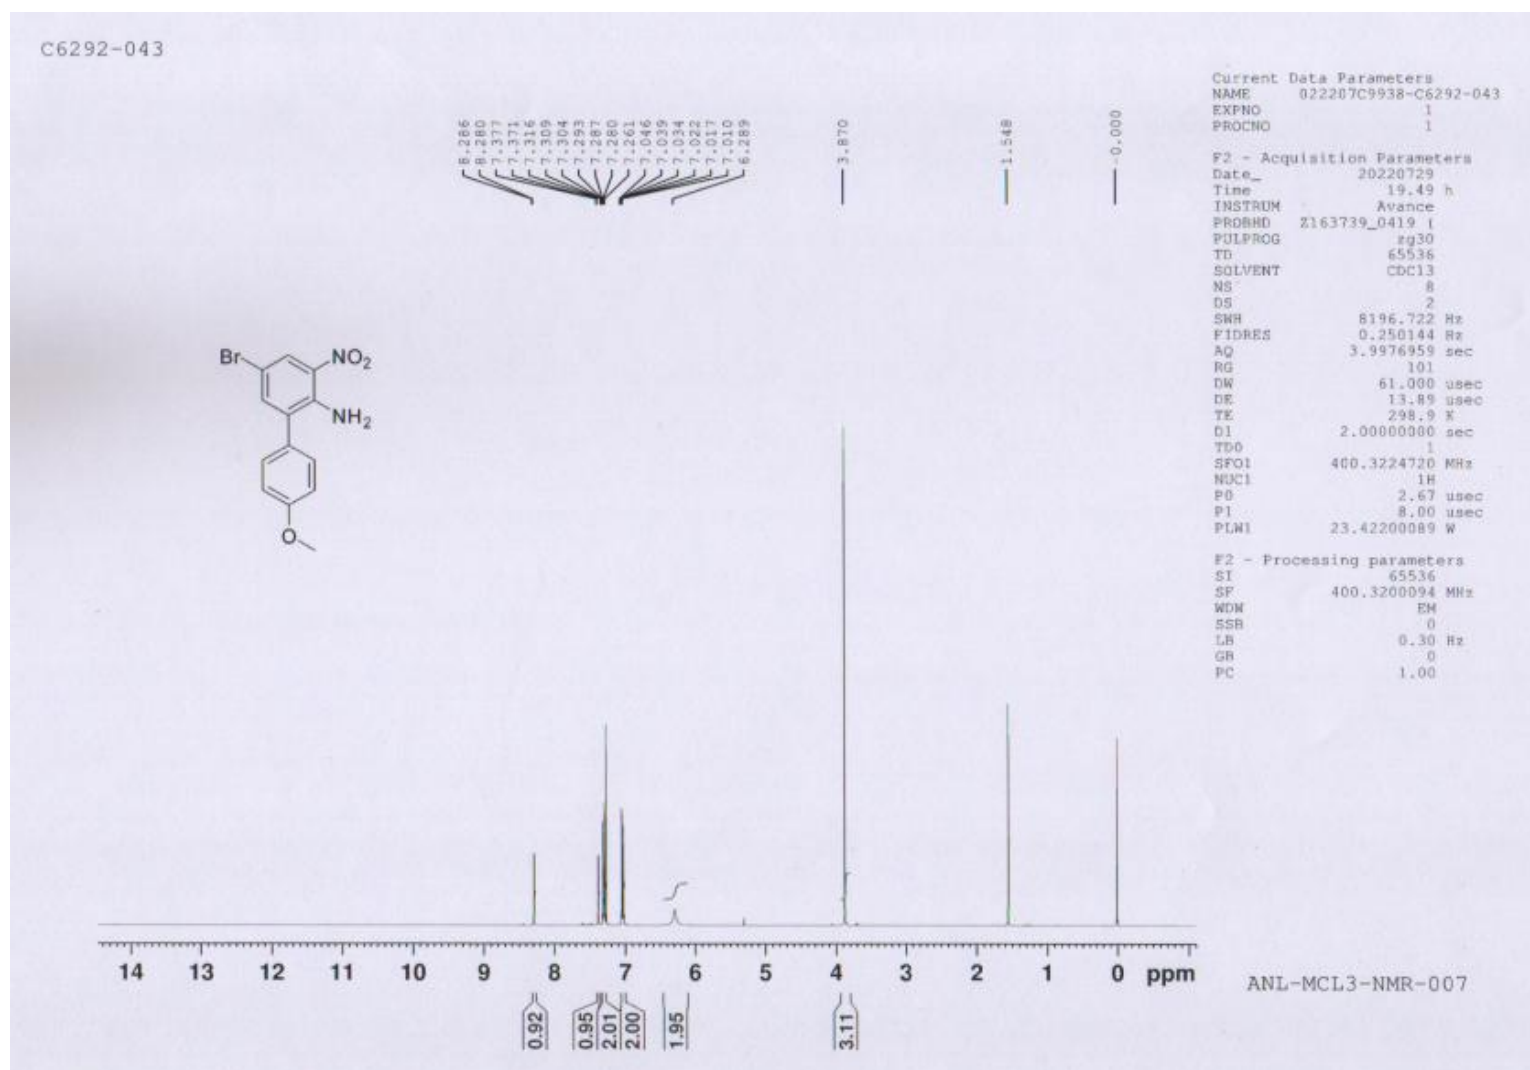 C6292-043
8.286
8.280
7.377
7.371
7.316
7.309
7.304
7.293
7.287
7.280
7.261
7.046
7.039
7.034
7.022
7.017
7.010
6.289
3.870
1.548
-0.000
Current Data Parameters
NAME 022207C9938-C6292-043
EXPNO 1
PROCNO 1
F2 - Acquisition Parameters
Date_ 20220729
Time 19.49 h
INSTRUM Avance
PROBHD Z163739_0419 (
PULPROG zg30
TD 65536
SOLVENT CDCl3
NS 8
DS 2
SWH 8196.722 Hz
FIDRES 0.250144 Hz
AQ 3.9976959 sec
RG 101
DW 61.000 usec
DE 13.89 usec
TE 298.9 K
D1 2.00000000 sec
TD0 1
SFO1 400.3224720 MHz
NUC1 1H
P0 2.67 usec
P1 8.00 usec
PLW1 23.42200089 W
F2 - Processing parameters
SI 65536
SF 400.3200094 MHz
WDW EM
SSB 0
LB 0.30 Hz
GB 0
PC 1.00
Br
NO2
NH2
O
14 13 12 11 10 9 8 7 6 5 4 3 2 1 0 ppm
0.92
0.95
2.01
2.00
1.95
3.11
ANL-MCL3-NMR-007